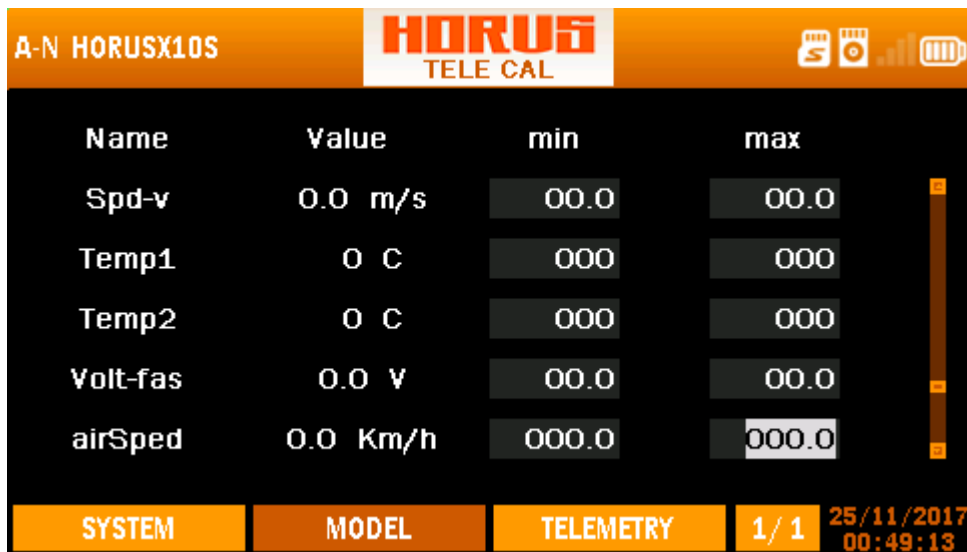 A-N HORUSX10S
HORUS
TELE CAL
S
Name Value min max
Spd-v 0.0 m/s 00.0 00.0
Temp1 0 C 000 000
Temp2 0 C 000 000
Volt-fas 0.0 V 00.0 00.0
airSped 0.0 Km/h 000.0 000.0
SYSTEM MODEL TELEMETRY 1/1 25/11/2017
00:49:13